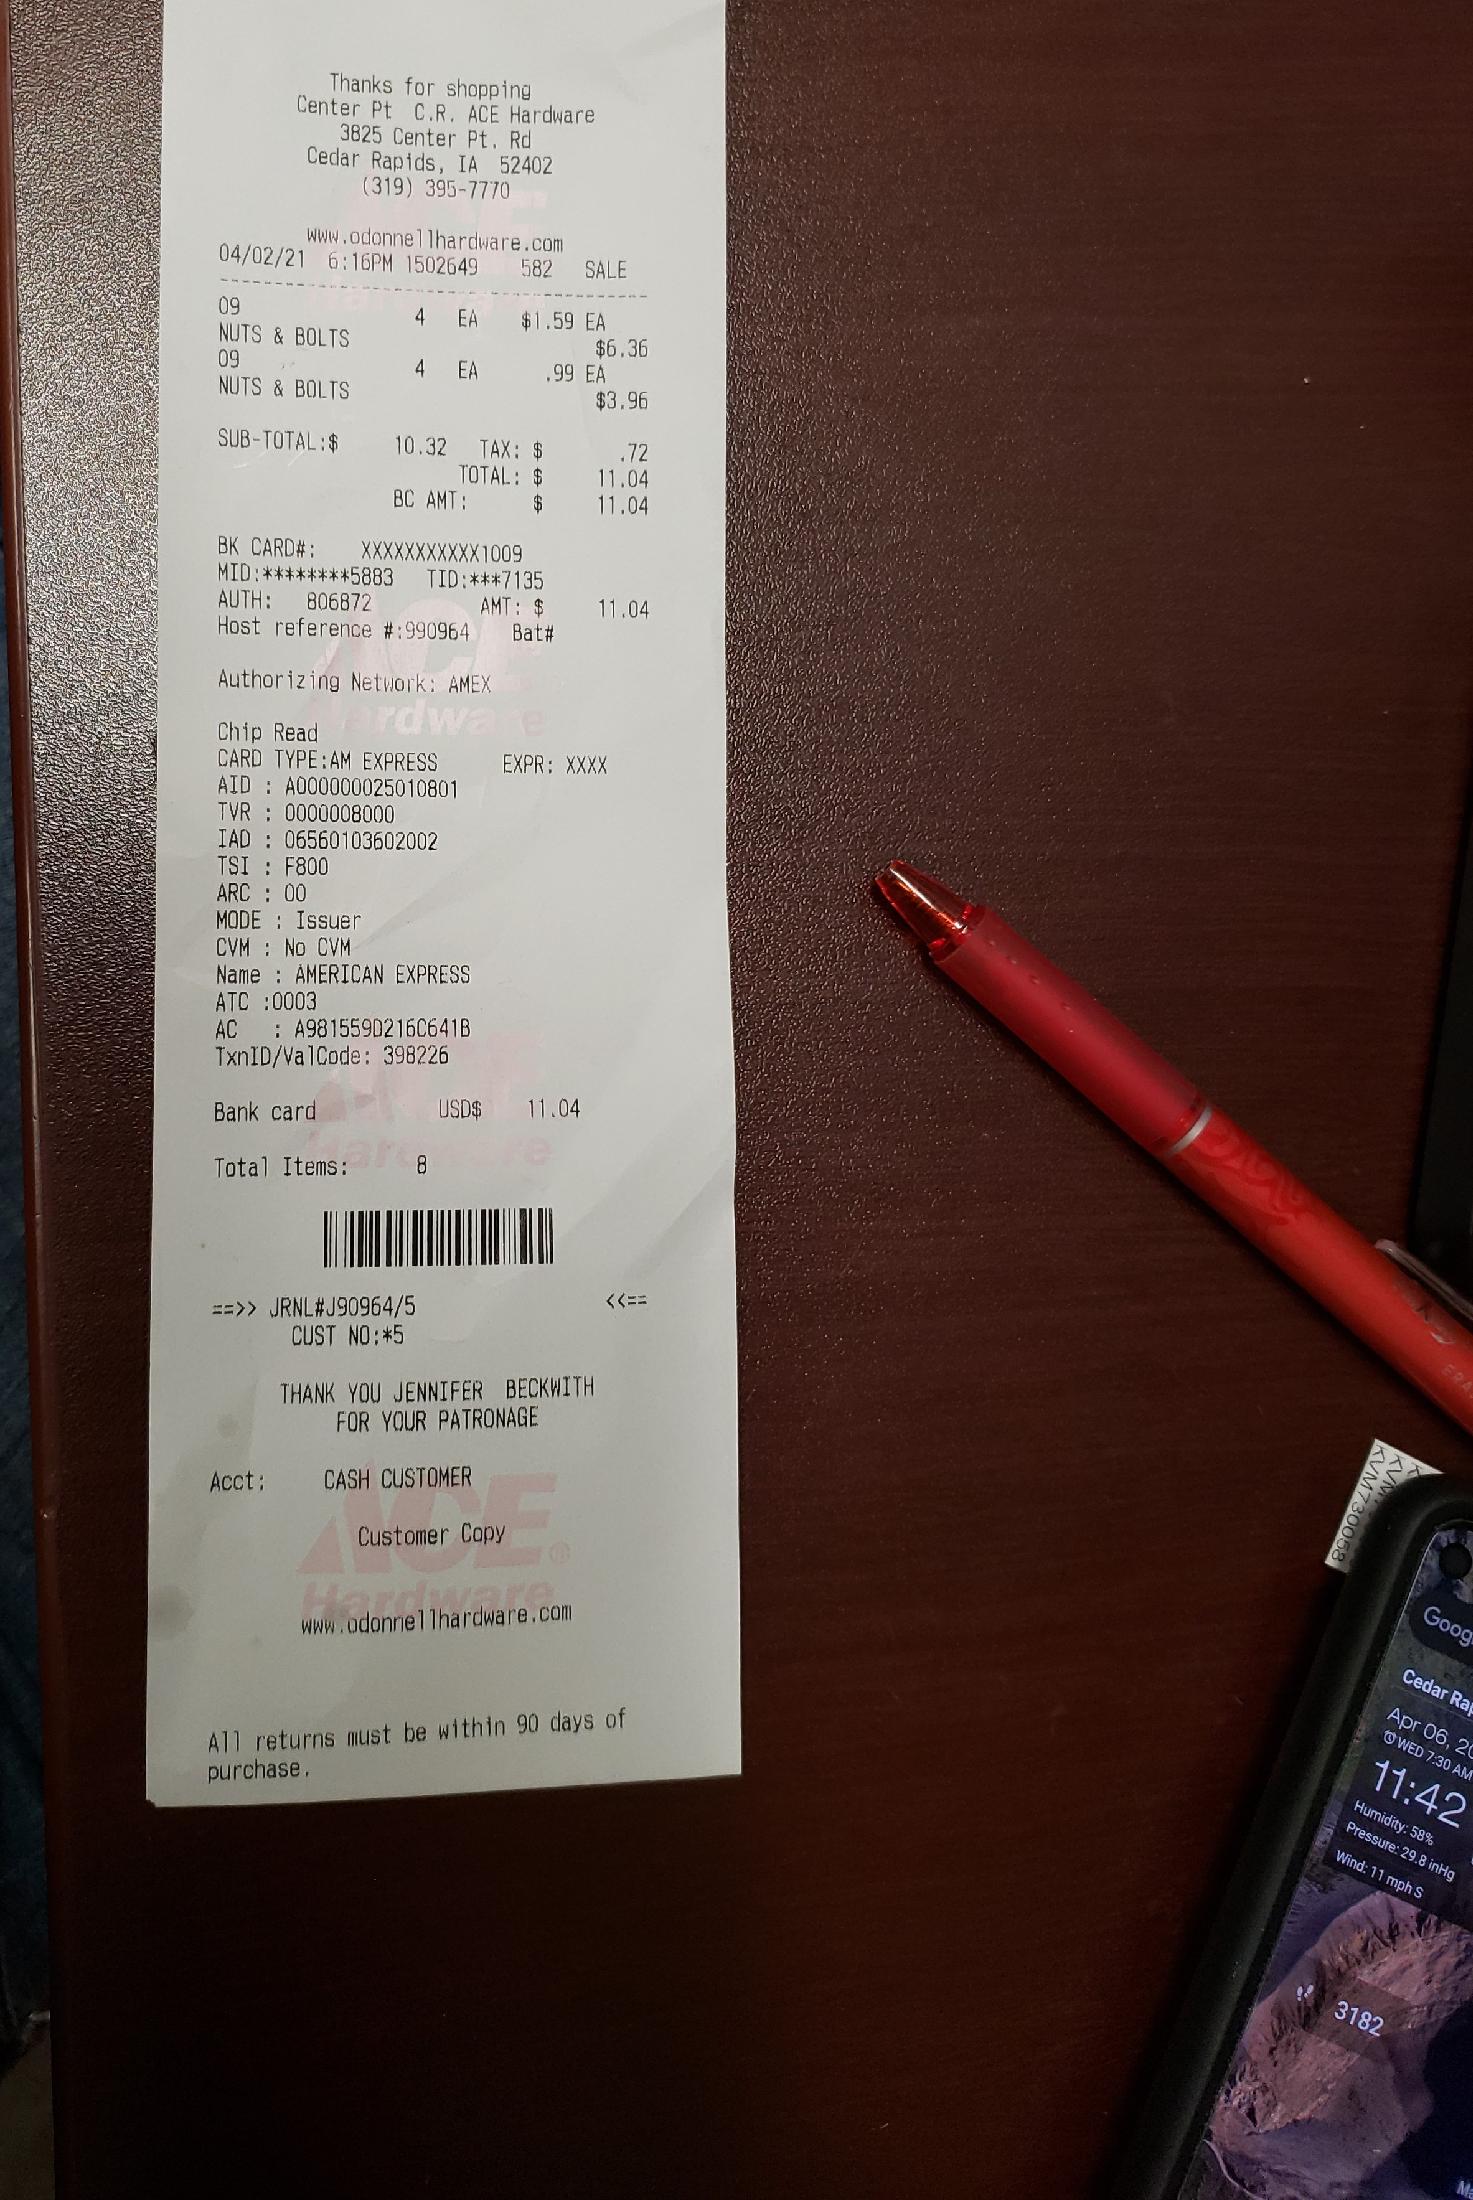 Thanks for shopping
Center Pt C.R. ACE Hardware
3825 Center Pt. Rd
Cedar Rapids, IA 52402
(319) 395-7770
www.odonnellhardware.com
04/02/21 6:16PM 1502649 582 SALE
09
4 EA $1.59 EA
NUTS & BOLTS $6.36
09
4 EA .99 EA
NUTS & BOLTS $3.96
SUB-TOTAL:$ 10.32 TAX: $ .72
TOTAL: $ 11.04
BC AMT: $ 11.04
BK CARD#: XXXXXXXXXXX1009
MID:********5883 TID:***7135
AUTH: 806872 AMT: $ 11.04
Host reference #:990964 Bat#
Authorizing Network: AMEX
Chip Read
CARD TYPE:AM EXPRESS EXPR: XXXX
AID : A000000025010801
TVR : 0000008000
IAD : 06560103602002
TSI : F800
ARC : 00
MODE : Issuer
CVM : No CVM
Name : AMERICAN EXPRESS
ATC :0003
AC : A981559D216C641B
TxnID/ValCode: 398226
Bank card USD$ 11.04
Total Items: 8
==>> JRNL#J90964/5 <<==
CUST NO:*5
THANK YOU JENNIFER BECKWITH
FOR YOUR PATRONAGE
Acct: CASH CUSTOMER
Customer Copy
ACE®
Hardware
www.odonnellhardware.com
All returns must be within 90 days of
purchase.
KVM730058
Cedar
Apr 06,
WED 7:30 AM
11:42
Humidity: 58%
Pressure: 29.8 inHg
Wind: 11 mph S
3182